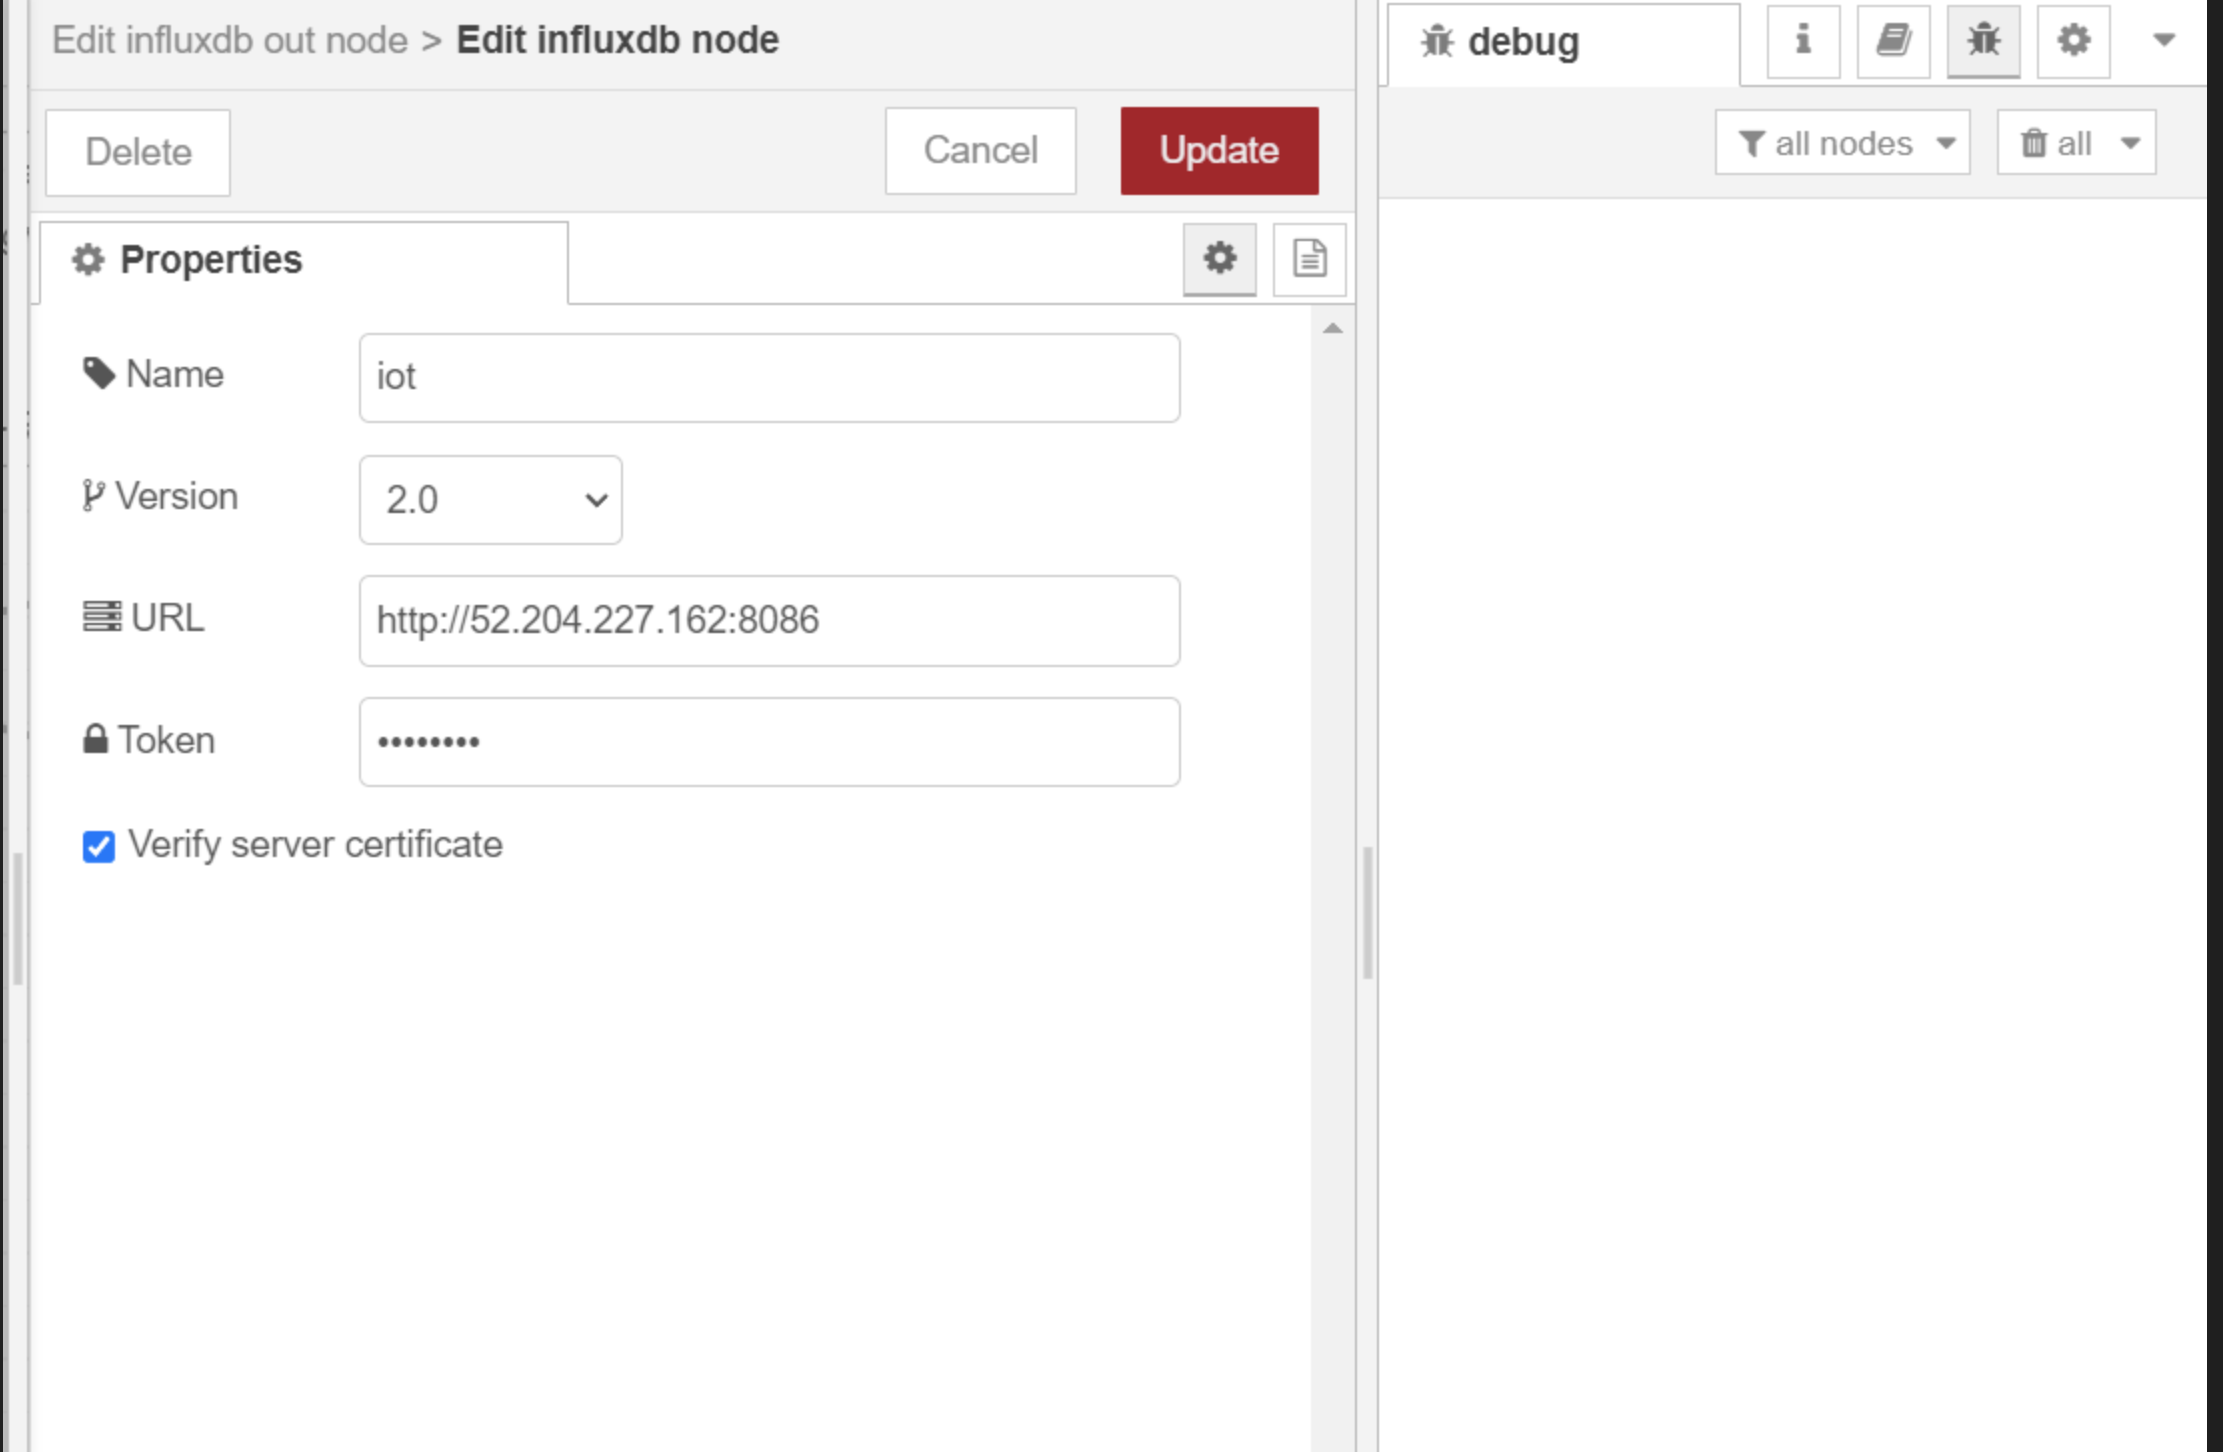 Edit influxdb out node > Edit influxdb node
Delete
Cancel
Update
Properties
Name
iot
Version
2.0
URL
http://52.204.227.162:8086
Token
••••••••
Verify server certificate
debug
all nodes
all